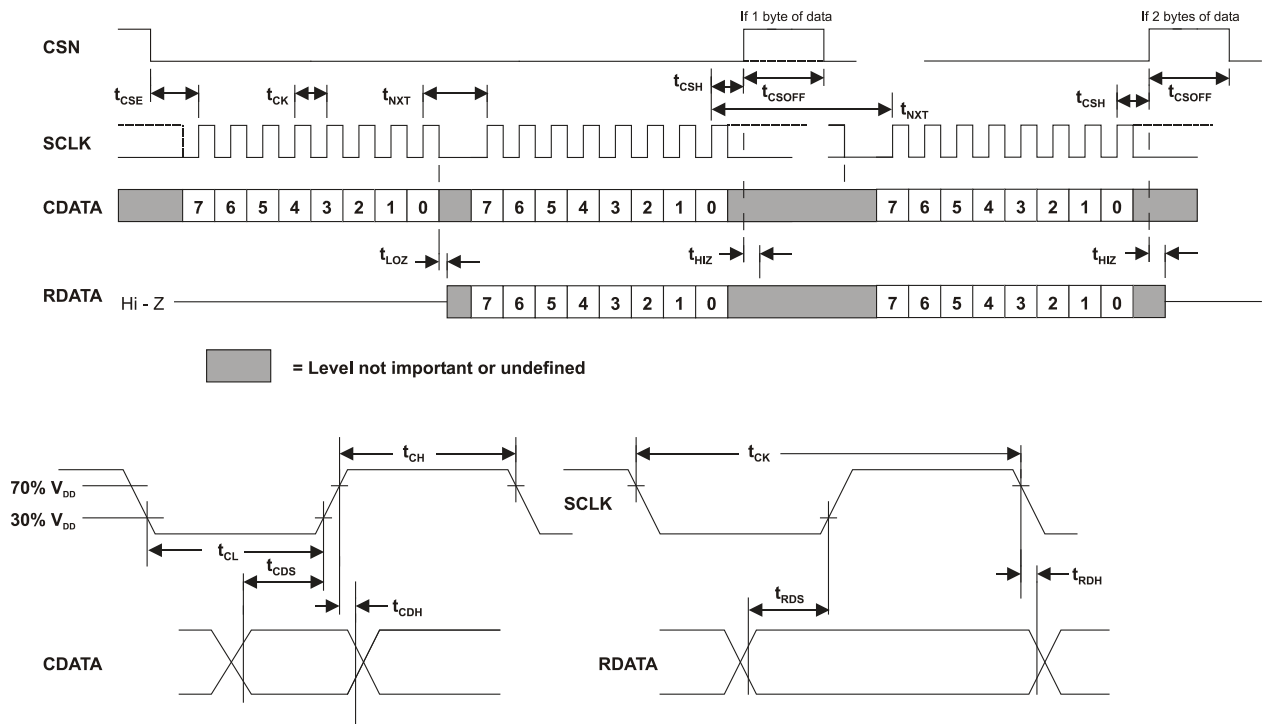 If 1 byte of data If 2 bytes of data
CSN
tCSE tCK tNXT tCSH tCSOFF tNXT tCSH tCSOFF
SCLK
CDATA 7 6 5 4 3 2 1 0 7 6 5 4 3 2 1 0 7 6 5 4 3 2 1 0
tLOZ tHIZ tHIZ
RDATA Hi - Z 7 6 5 4 3 2 1 0 7 6 5 4 3 2 1 0
= Level not important or undefined
tCH tCK
70% VDD
SCLK
30% VDD
tCL
tCDS
tRDH
tRDS
tCDH
CDATA RDATA